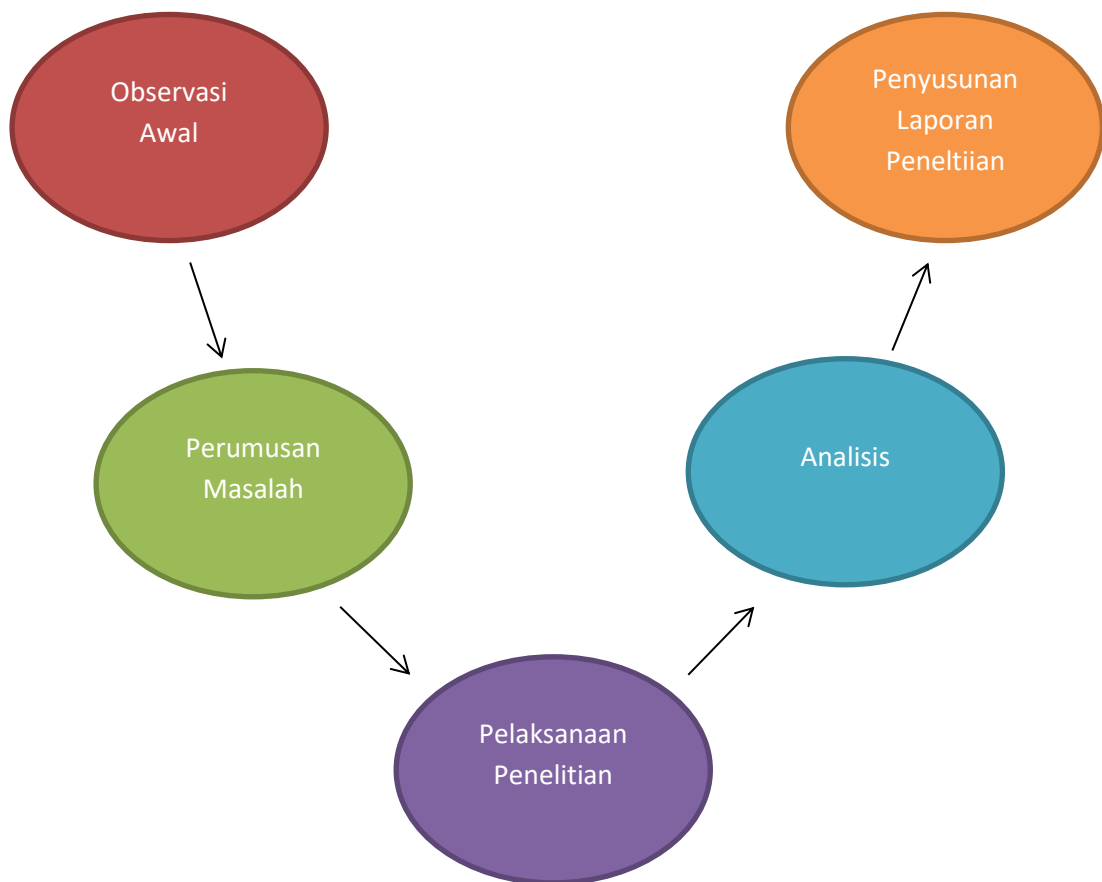 Observasi
Awal
Perumusan
Masalah
Pelaksanaan
Penelitian
Analisis
Penyusunan
Laporan
Peneltiian